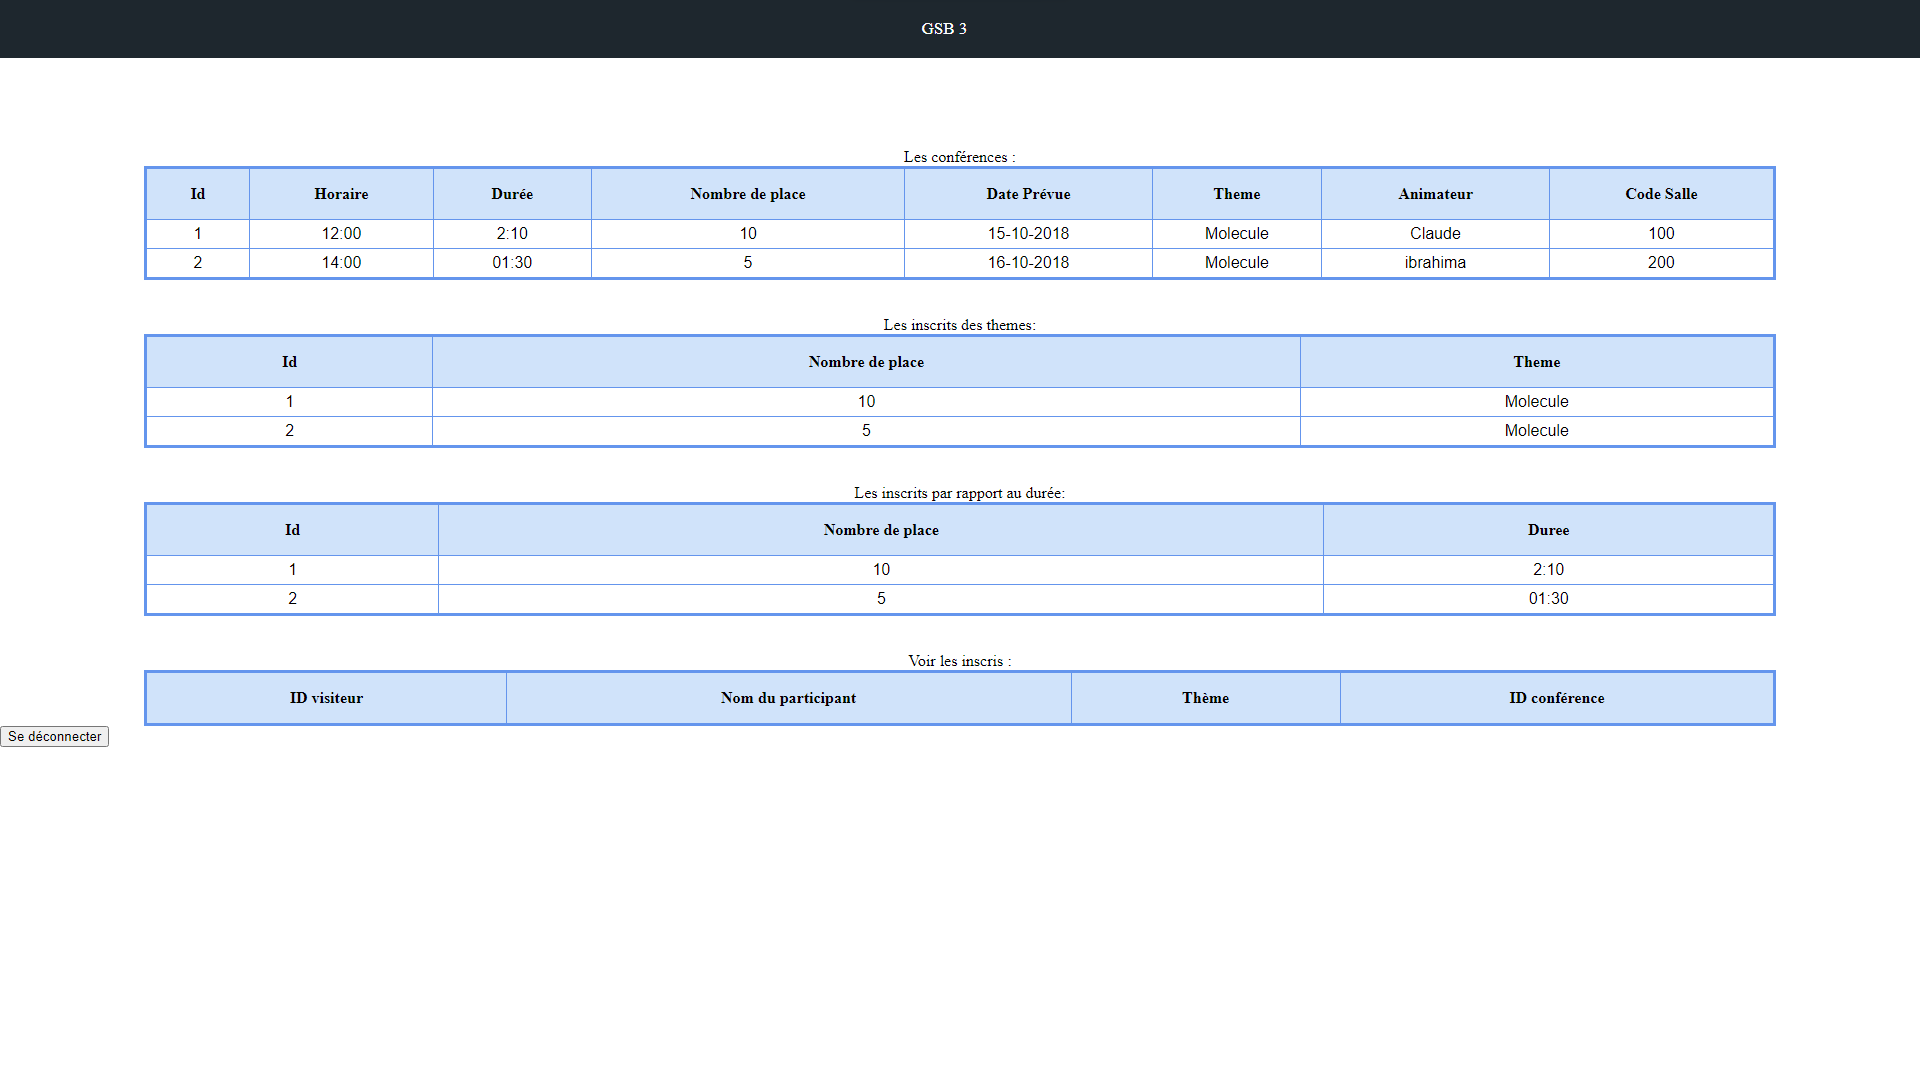 GSB 3
Les conférences :
Id Horaire Durée Nombre de place Date Prévue Theme Animateur Code Salle
1 12:00 2:10 10 15-10-2018 Molecule Claude 100
2 14:00 01:30 5 16-10-2018 Molecule ibrahima 200
Les inscrits des themes:
Id Nombre de place Theme
1 10 Molecule
2 5 Molecule
Les inscrits par rapport au durée:
Id Nombre de place Duree
1 10 2:10
2 5 01:30
Voir les inscris :
ID visiteur Nom du participant Thème ID conférence
Se déconnecter